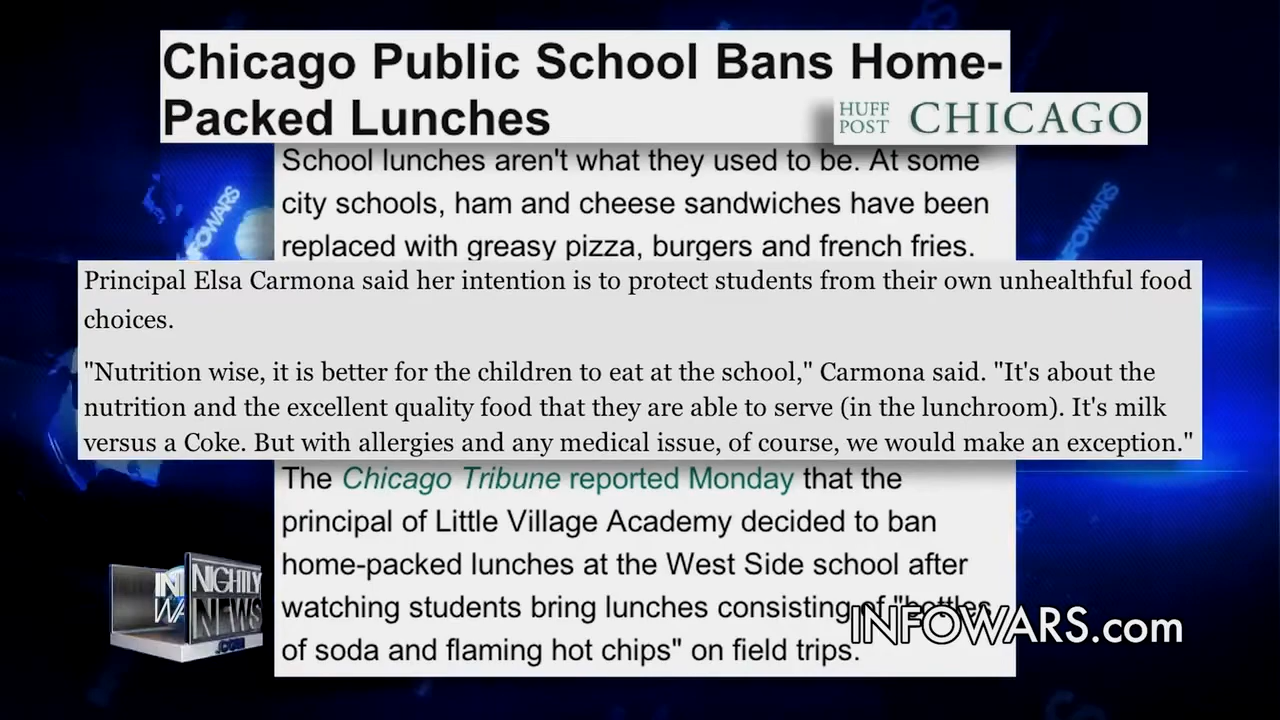 Chicago Public School Bans Home-
Packed Lunches
HUFF
POST
CHICAGO
School lunches aren't what they used to be. At some
city schools, ham and cheese sandwiches have been
replaced with greasy pizza, burgers and french fries.
INFOWARS
INFOWARS
Principal Elsa Carmona said her intention is to protect students from their own unhealthful food
choices.
"Nutrition wise, it is better for the children to eat at the school," Carmona said. "It's about the
nutrition and the excellent quality food that they are able to serve (in the lunchroom). It's milk
versus a Coke. But with allergies and any medical issue, of course, we would make an exception."
The Chicago Tribune reported Monday that the
principal of Little Village Academy decided to ban
home-packed lunches at the West Side school after
watching students bring lunches consisting of "bottles
of soda and flaming hot chips" on field trips.
NIGHTLY
NEWS
.COM
INFOWARS.com